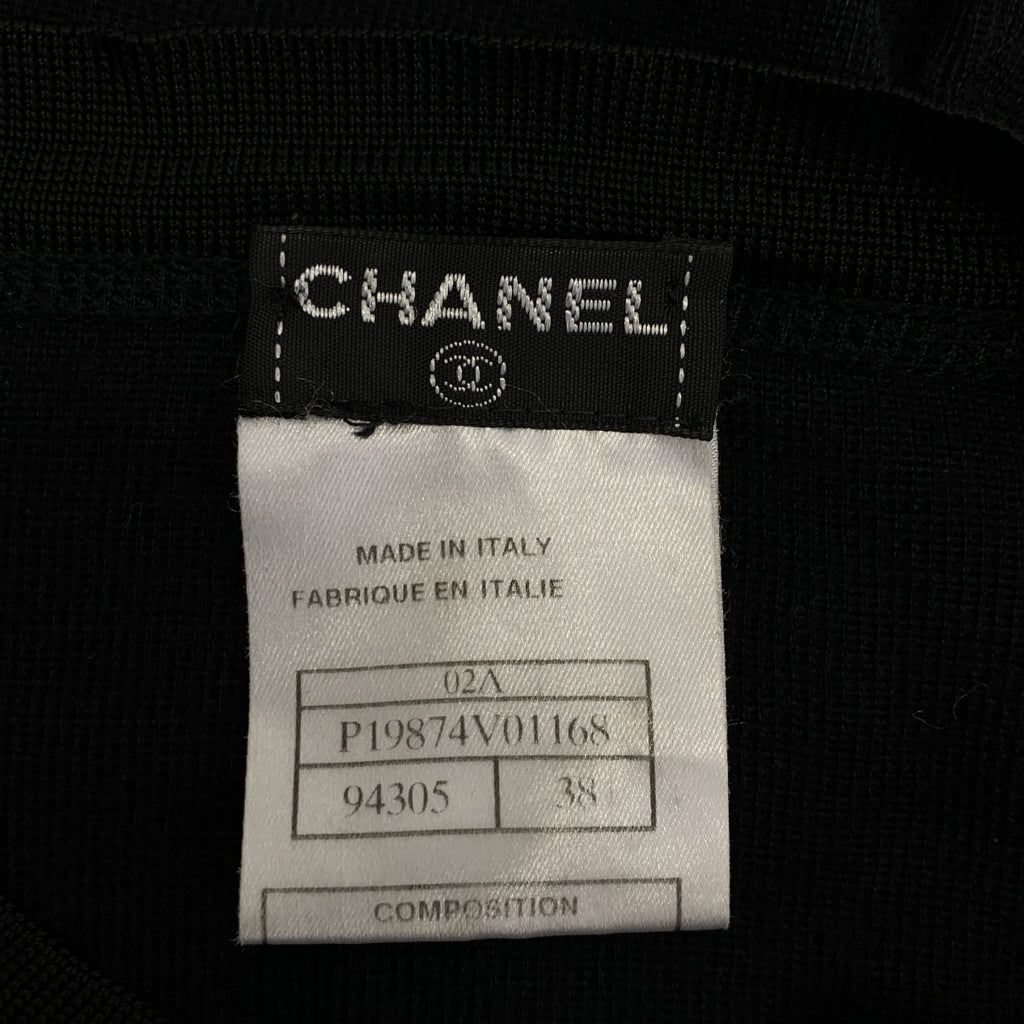 CHANEL
MADE IN ITALY
FABRIQUE EN ITALIE
02A
P19874V01168
94305 38
COMPOSITION